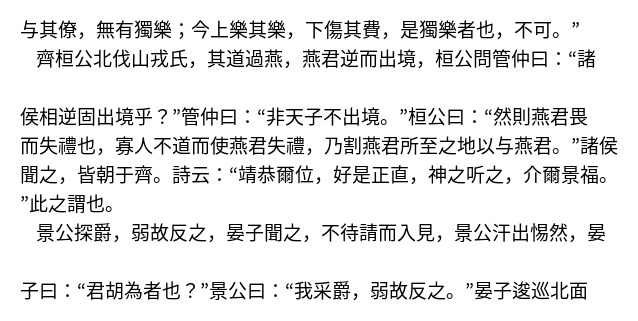 与其僚，無有獨樂；今上樂其樂，下傷其費，是獨樂者也，不可。”
齊桓公北伐山戎氏，其道過燕，燕君逆而出境，桓公問管仲曰：“諸
侯相逆固出境乎？”管仲曰：“非天子不出境。”桓公曰：“然則燕君畏
而失禮也，寡人不道而使燕君失禮，乃割燕君所至之地以与燕君。”諸侯
聞之，皆朝于齊。詩云：“靖恭爾位，好是正直，神之听之，介爾景福。
”此之謂也。
景公探爵，弱故反之，晏子聞之，不待請而入見，景公汗出惕然，晏
子曰：“君胡為者也？”景公曰：“我采爵，弱故反之。”晏子逡巡北面